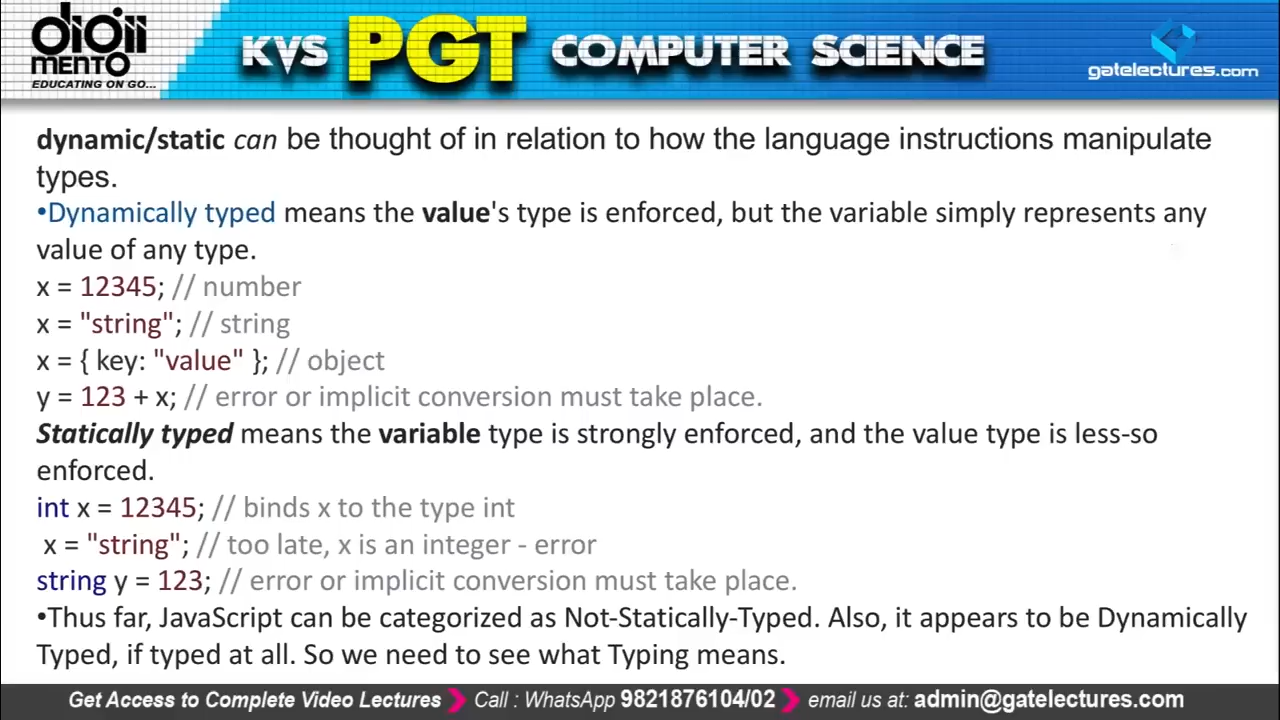 digii
MENTO
EDUCATING ON GO...
KVS PGT COMPUTER SCIENCE
gatelectures.com
dynamic/static can be thought of in relation to how the language instructions manipulate
types.
•Dynamically typed means the value's type is enforced, but the variable simply represents any
value of any type.
x = 12345; // number
x = "string"; // string
x = { key: "value" }; // object
y = 123 + x; // error or implicit conversion must take place.
Statically typed means the variable type is strongly enforced, and the value type is less-so
enforced.
int x = 12345; // binds x to the type int
x = "string"; // too late, x is an integer - error
string y = 123; // error or implicit conversion must take place.
•Thus far, JavaScript can be categorized as Not-Statically-Typed. Also, it appears to be Dynamically
Typed, if typed at all. So we need to see what Typing means.
Get Access to Complete Video Lectures Call : WhatsApp 9821876104/02 email us at: admin@gatelectures.com